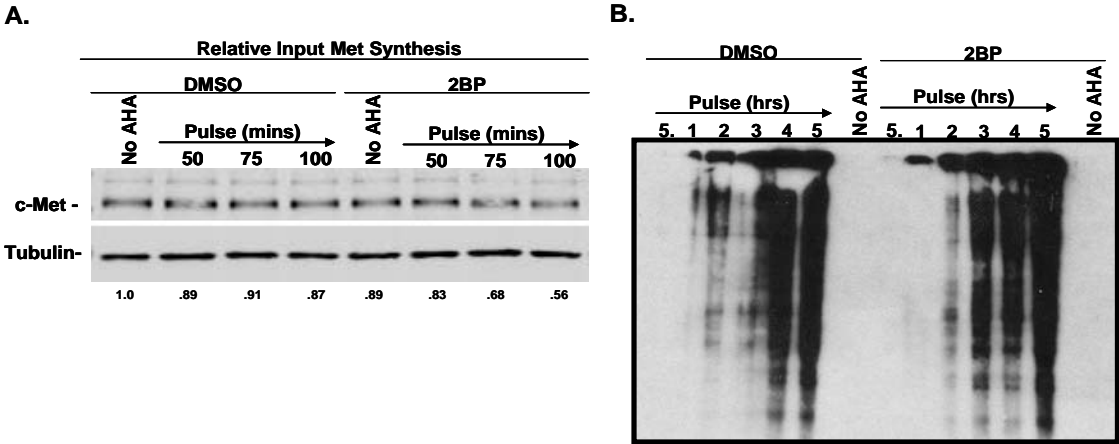 A.
Relative Input Met Synthesis
DMSO
2BP
No AHA
Pulse (mins)
50 75 100
No AHA
Pulse (mins)
50 75 100
c-Met -
Tubulin-
1.0 .89 .91 .87 .89 .83 .68 .56
B.
DMSO
2BP
Pulse (hrs)
5. 1 2 3 4 5
No AHA
Pulse (hrs)
5. 1 2 3 4 5
No AHA